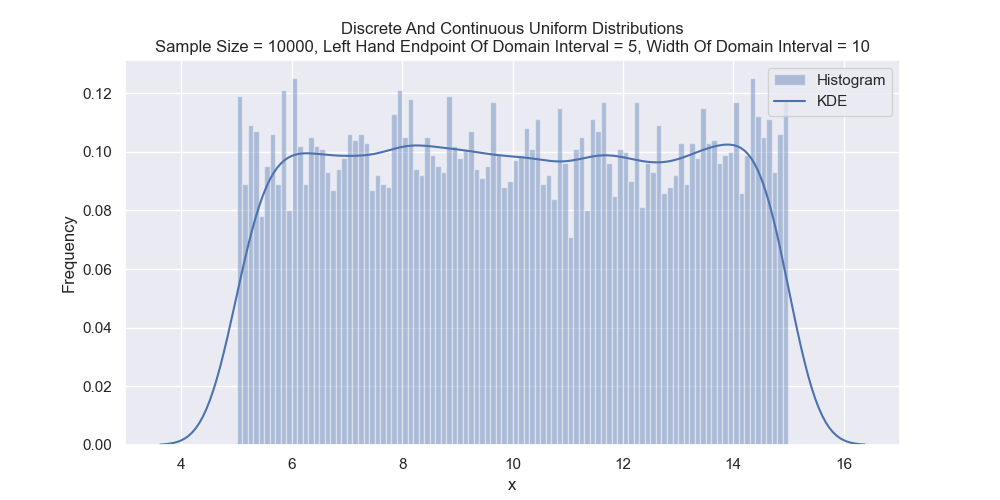 Discrete And Continuous Uniform Distributions
Sample Size = 10000, Left Hand Endpoint Of Domain Interval = 5, Width Of Domain Interval = 10
Histogram
KDE
0.12
0.10
0.08
0.06
0.04
0.02
0.00
Frequency
4 6 8 10 12 14 16
x